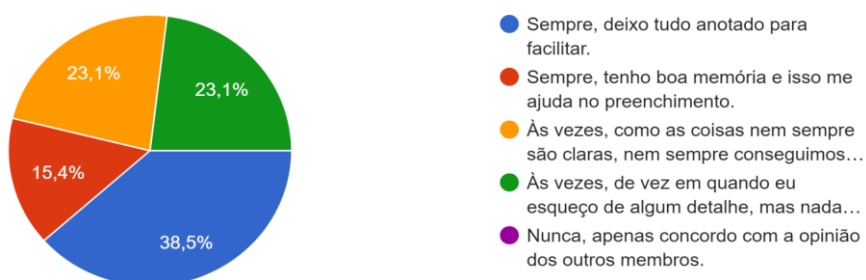 23,1%
23,1%
15,4%
38,5%
Sempre, deixo tudo anotado para
facilitar.
Sempre, tenho boa memória e isso me
ajuda no preenchimento.
Às vezes, como as coisas nem sempre
são claras, nem sempre conseguimos…
Às vezes, de vez em quando eu
esqueço de algum detalhe, mas nada…
Nunca, apenas concordo com a opinião
dos outros membros.